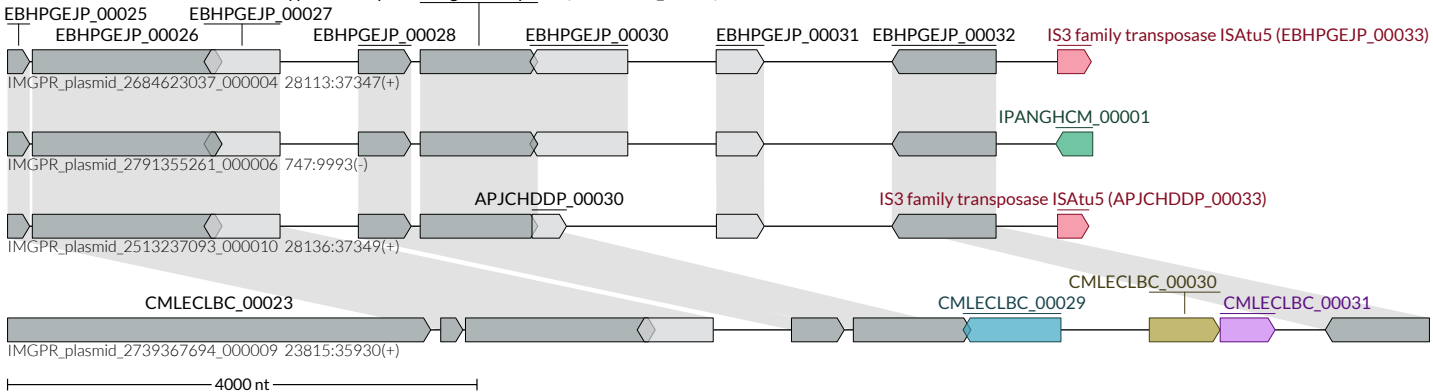 EBHPGEJP_00025 EBHPGEJP_00027
EBHPGEJP_00026 EBHPGEJP_00028 EBHPGEJP_00030 EBHPGEJP_00031 EBHPGEJP_00032 IS3 family transposase ISAtu5 (EBHPGEJP_00033)
IMGPR_plasmid_2684623037_000004 28113:37347(+)
IPANGHCM_00001
IMGPR_plasmid_2791355261_000006 747:9993(-)
APJCHDDP_00030 IS3 family transposase ISAtu5 (APJCHDDP_00033)
IMGPR_plasmid_2513237093_000010 28136:37349(+)
CMLECLBC_00030
CMLECLBC_00023 CMLECLBC_00029 CMLECLBC_00031
IMGPR_plasmid_2739367694_000009 23815:35930(+)
4000 nt